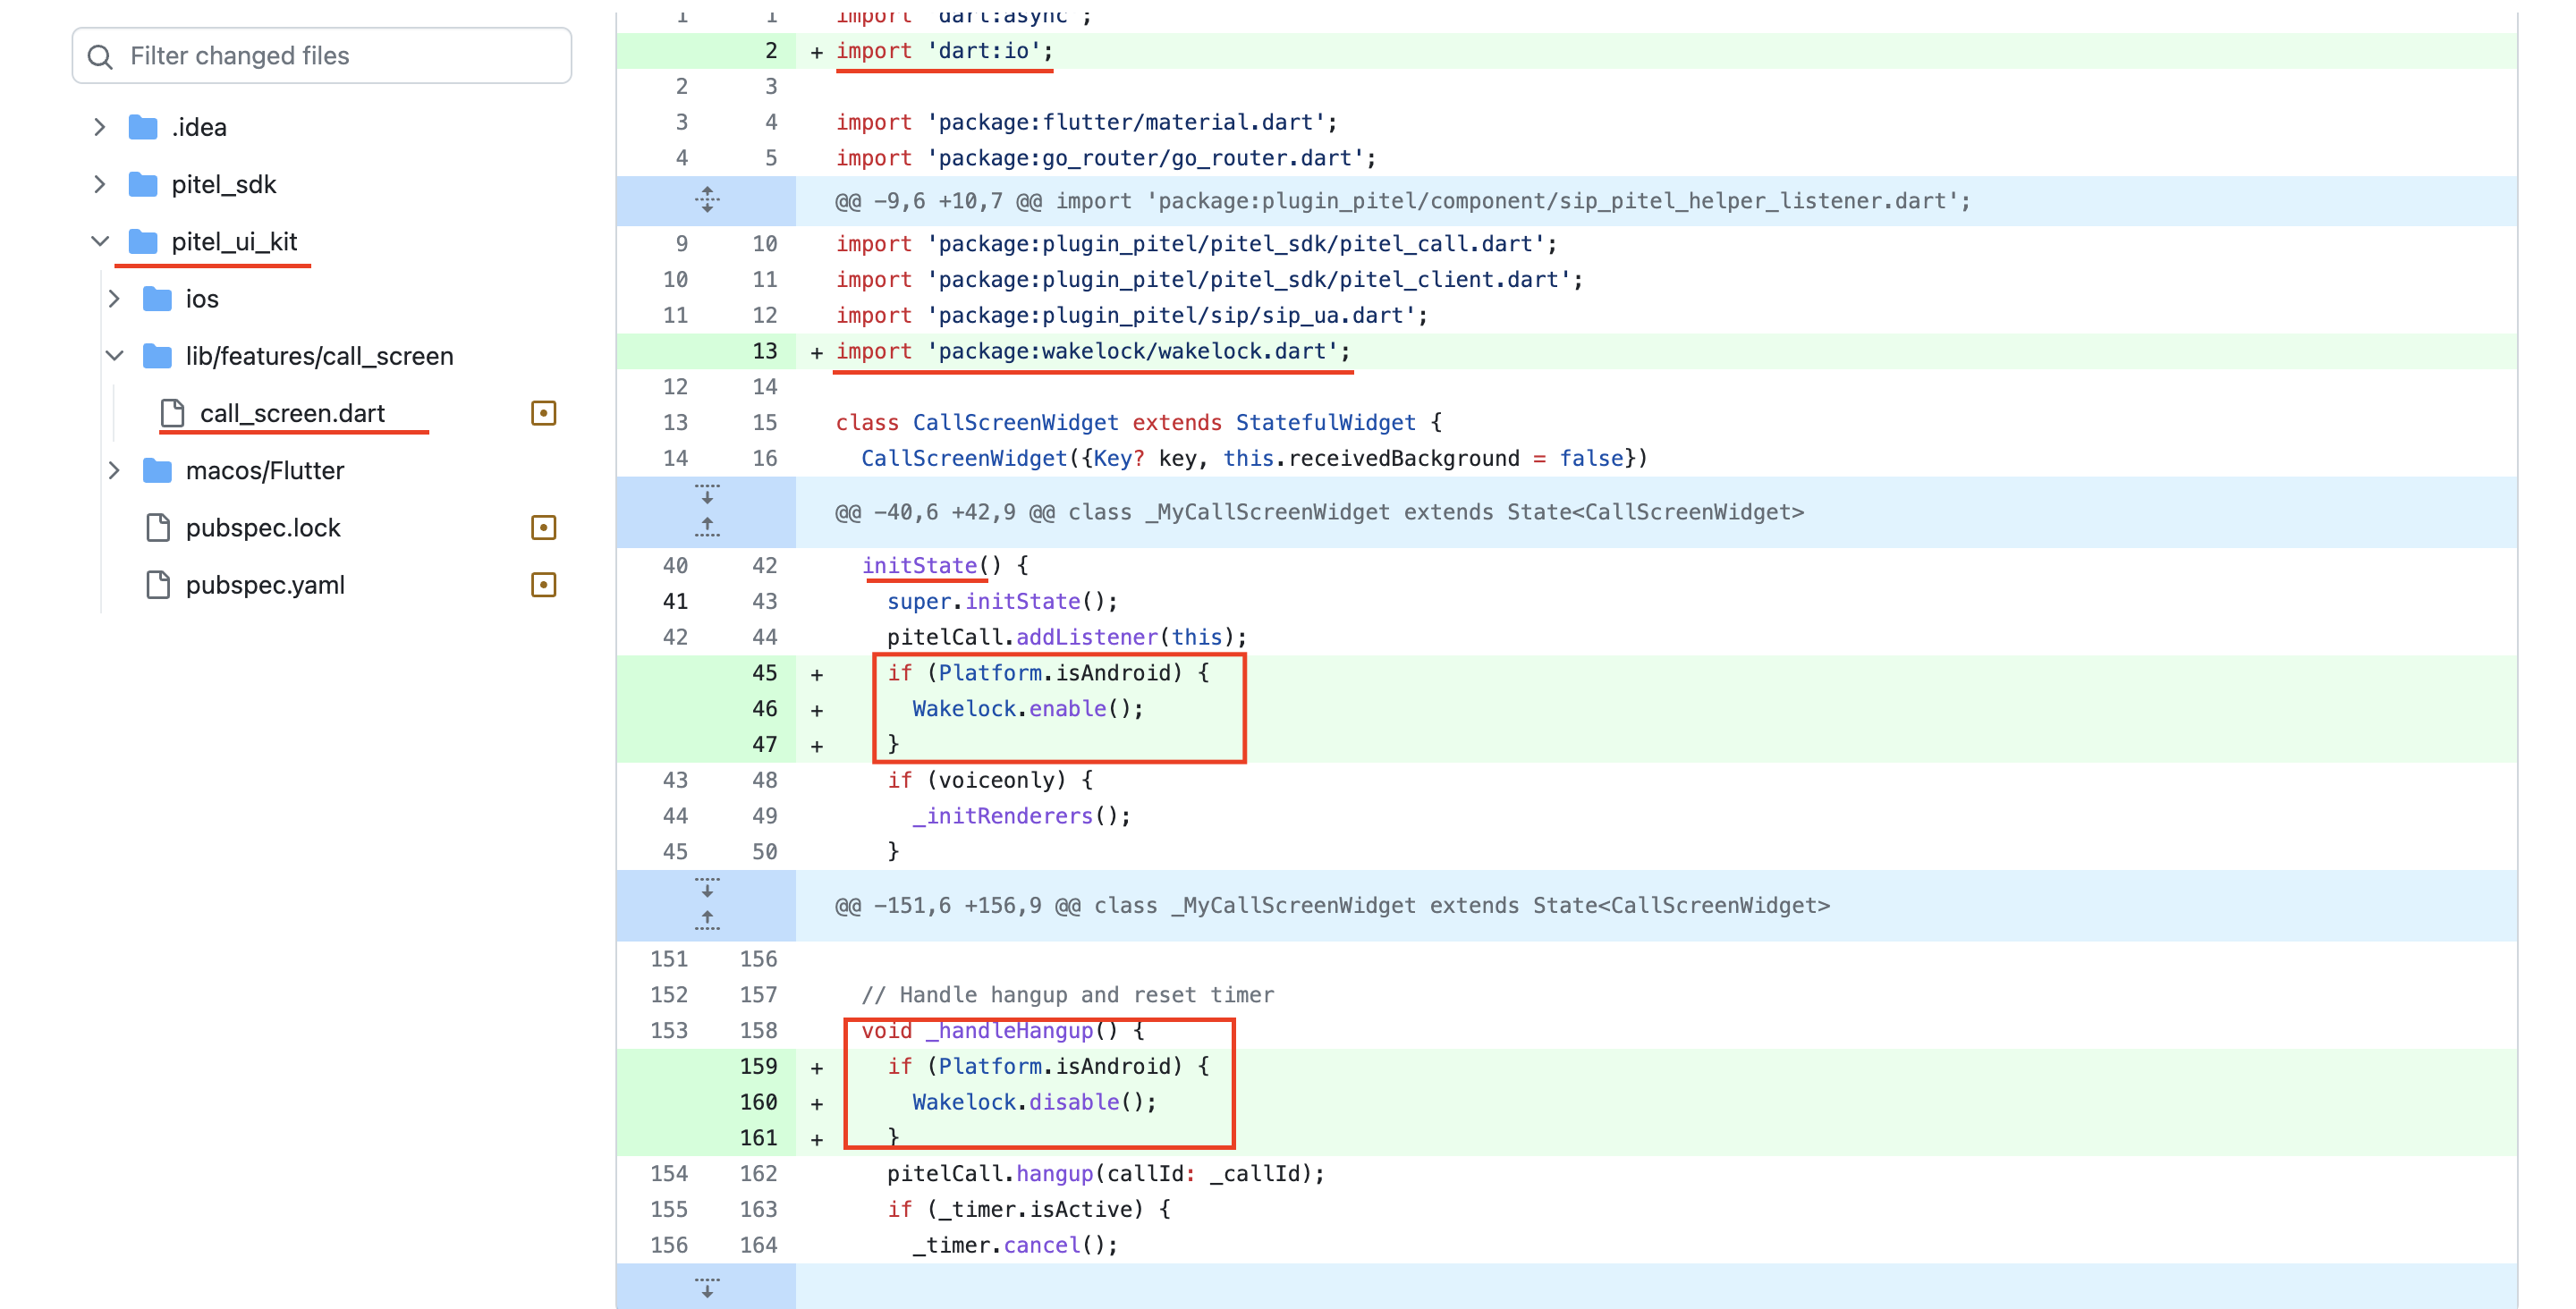 Filter changed files
.idea
pitel_sdk
pitel_ui_kit
ios
lib/features/call_screen
call_screen.dart
macos/Flutter
pubspec.lock
pubspec.yaml
1 1 import 'dart:async';
2 + import 'dart:io';
2 3
3 4 import 'package:flutter/material.dart';
4 5 import 'package:go_router/go_router.dart';
@@ -9,6 +10,7 @@ import 'package:plugin_pitel/component/sip_pitel_helper_listener.dart';
9 10 import 'package:plugin_pitel/pitel_sdk/pitel_call.dart';
10 11 import 'package:plugin_pitel/pitel_sdk/pitel_client.dart';
11 12 import 'package:plugin_pitel/sip/sip_ua.dart';
13 + import 'package:wakelock/wakelock.dart';
12 14
13 15 class CallScreenWidget extends StatefulWidget {
14 16 CallScreenWidget({Key? key, this.receivedBackground = false})
@@ -40,6 +42,9 @@ class _MyCallScreenWidget extends State<CallScreenWidget>
40 42 initState() {
41 43 super.initState();
42 44 pitelCall.addListener(this);
45 + if (Platform.isAndroid) {
46 + Wakelock.enable();
47 + }
43 48 if (voiceonly) {
44 49 _initRenderers();
45 50 }
@@ -151,6 +156,9 @@ class _MyCallScreenWidget extends State<CallScreenWidget>
151 156
152 157 // Handle hangup and reset timer
153 158 void _handleHangup() {
159 + if (Platform.isAndroid) {
160 + Wakelock.disable();
161 + }
154 162 pitelCall.hangup(callId: _callId);
155 163 if (_timer.isActive) {
156 164 _timer.cancel();